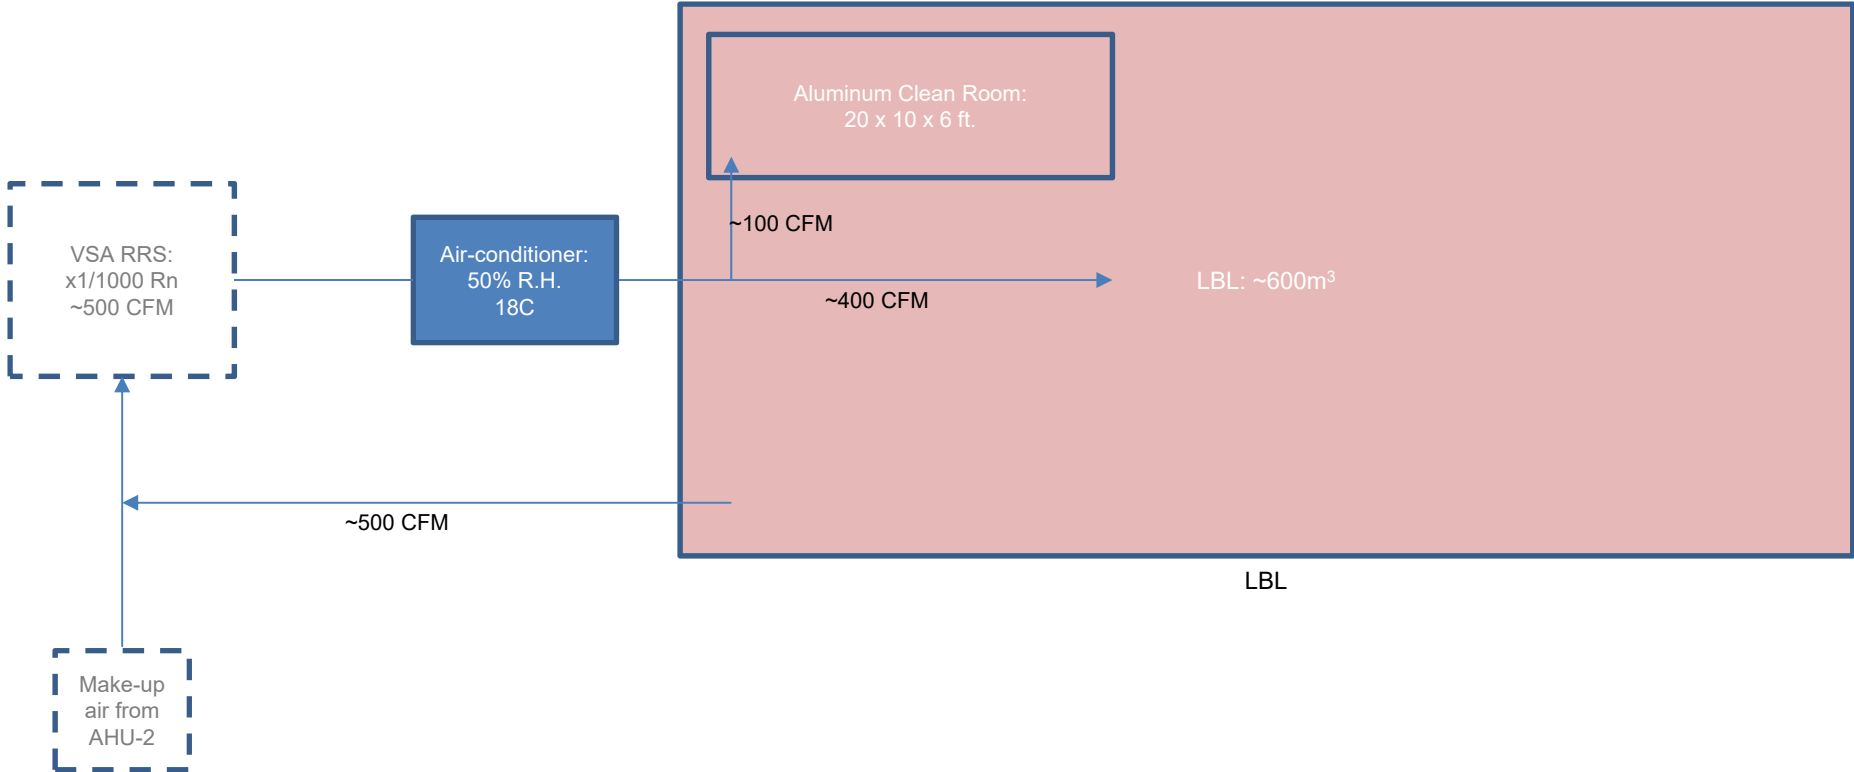 Aluminum Clean Room:
20 x 10 x 6 ft.
~100 CFM
VSA RRS:
x1/1000 Rn
~500 CFM
Air-conditioner:
50% R.H.
18C
~400 CFM
LBL: ~600m³
~500 CFM
LBL
Make-up
air from
AHU-2